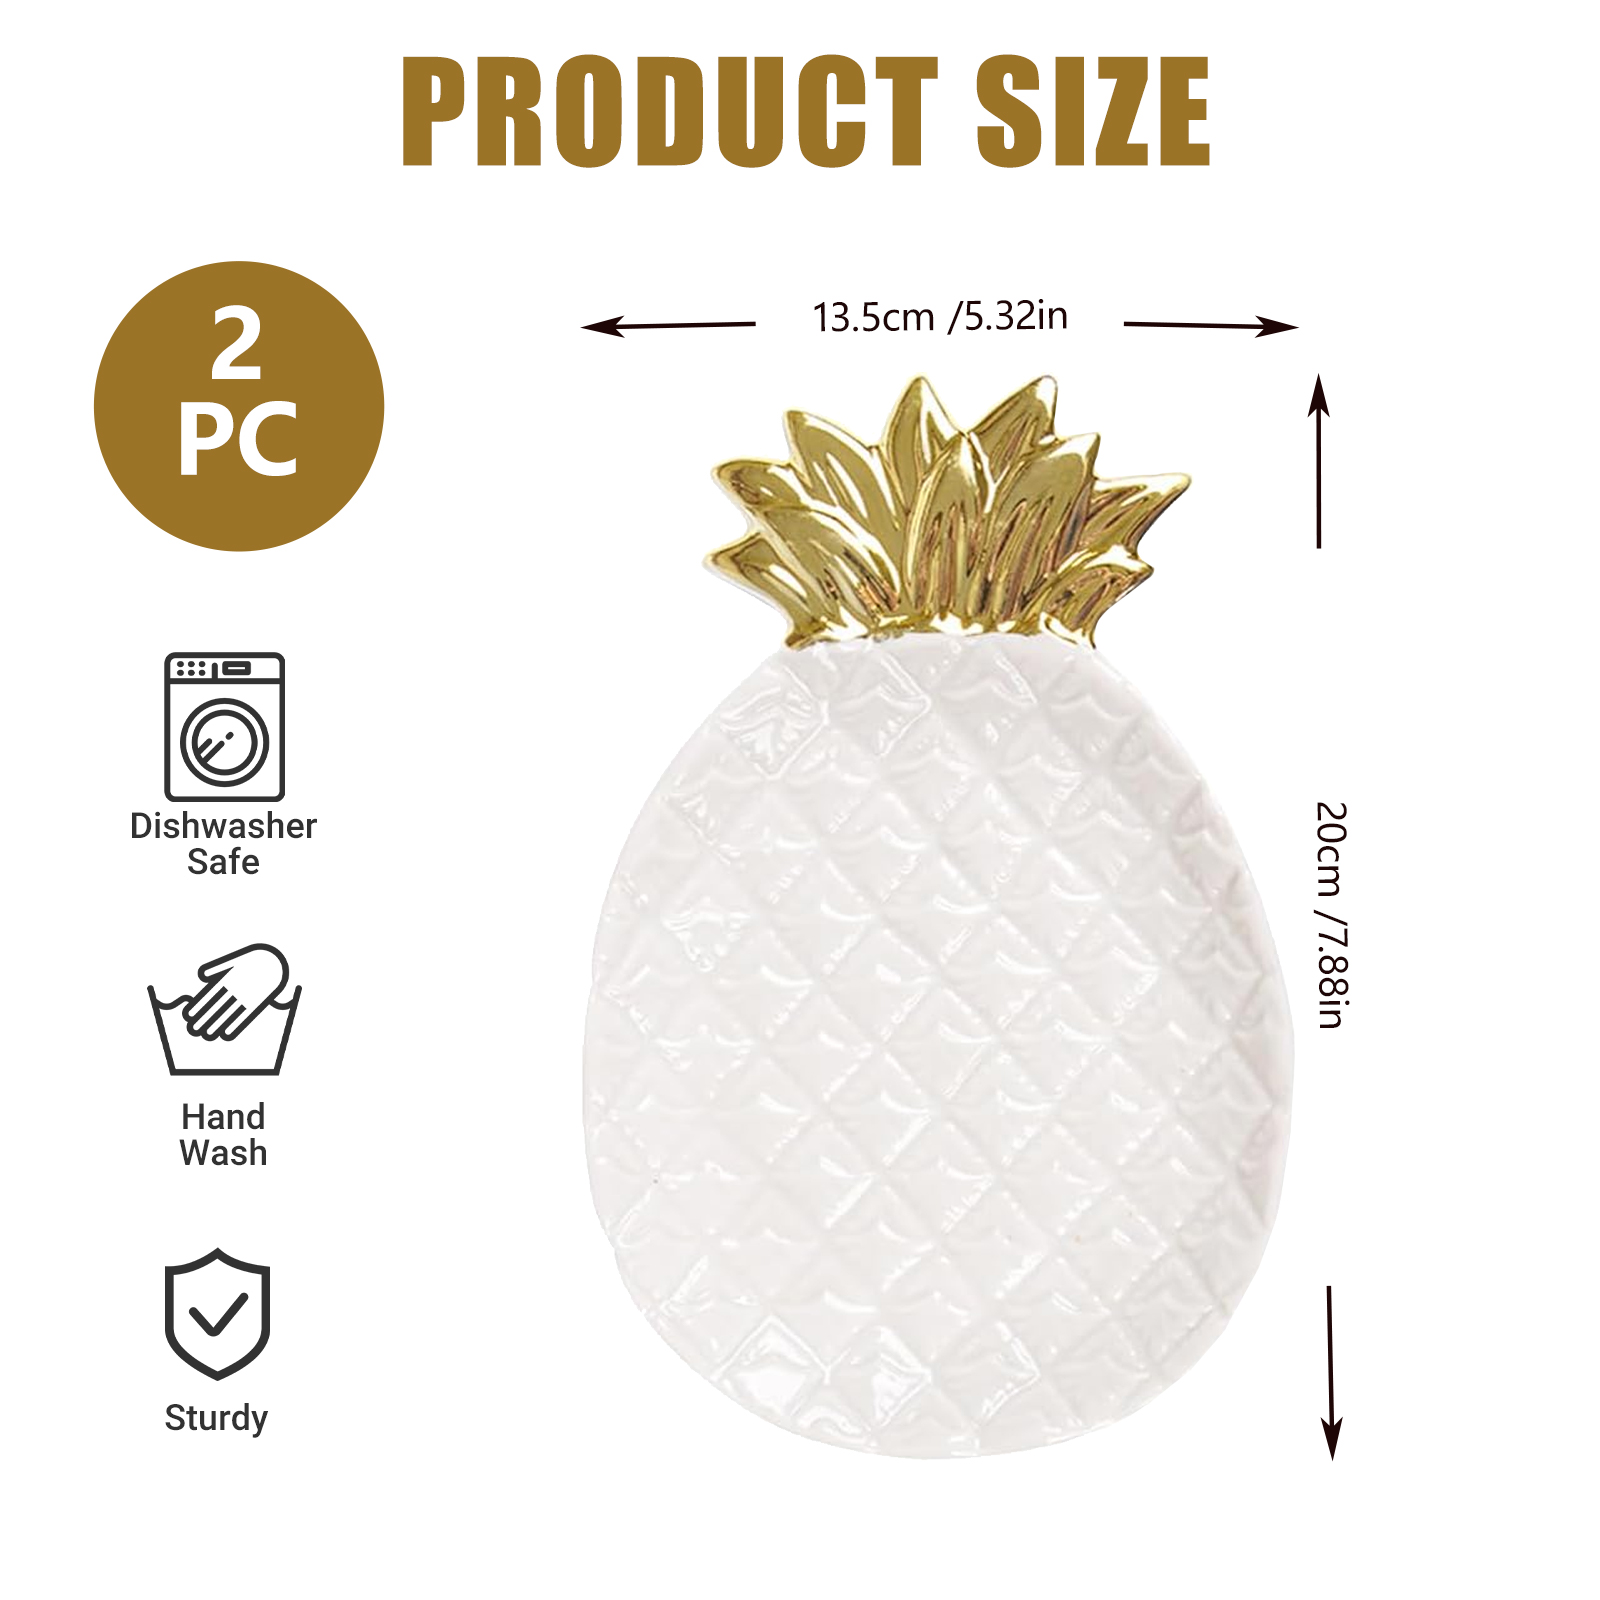 PRODUCT SIZE
2
PC
13.5cm /5.32in
20cm /7.88in
Dishwasher
Safe
Hand
Wash
Sturdy